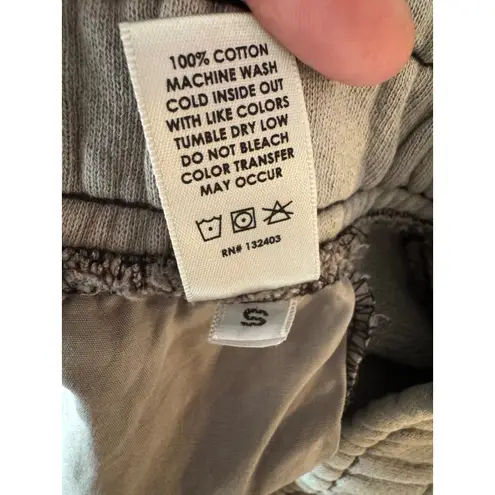 100% COTTON
MACHINE WASH
COLD INSIDE OUT
WITH LIKE COLORS
TUMBLE DRY LOW
DO NOT BLEACH
COLOR TRANSFER
MAY OCCUR
RN# 132403
S